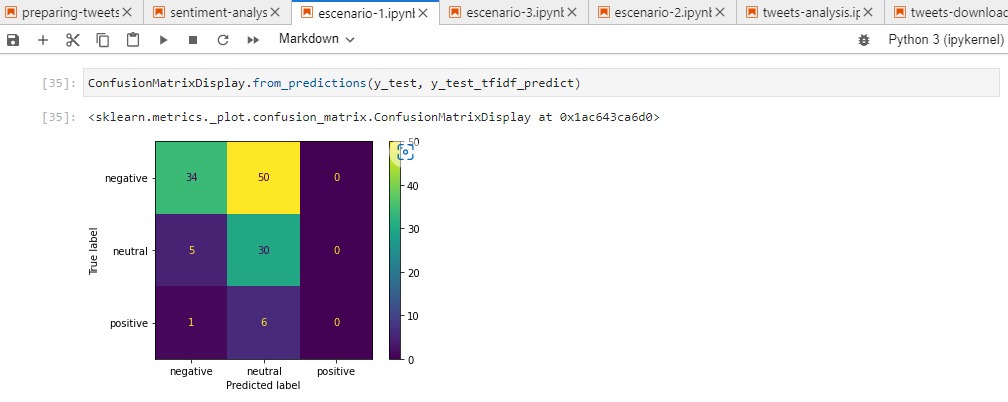 preparing-tweets
sentiment-analys
escenario-1.ipynb
escenario-3.ipynb
escenario-2.ipynb
tweets-analysis.ip
tweets-download
Markdown
Python 3 (ipykernel)
[35]: ConfusionMatrixDisplay.from_predictions(y_test, y_test_tfidf_predict)
[35]: <sklearn.metrics._plot.confusion_matrix.ConfusionMatrixDisplay at 0x1ac643ca6d0>
True label
negative 34 50 0
neutral 5 30 0
positive 1 6 0
negative neutral positive
Predicted label
50
40
30
20
10
0